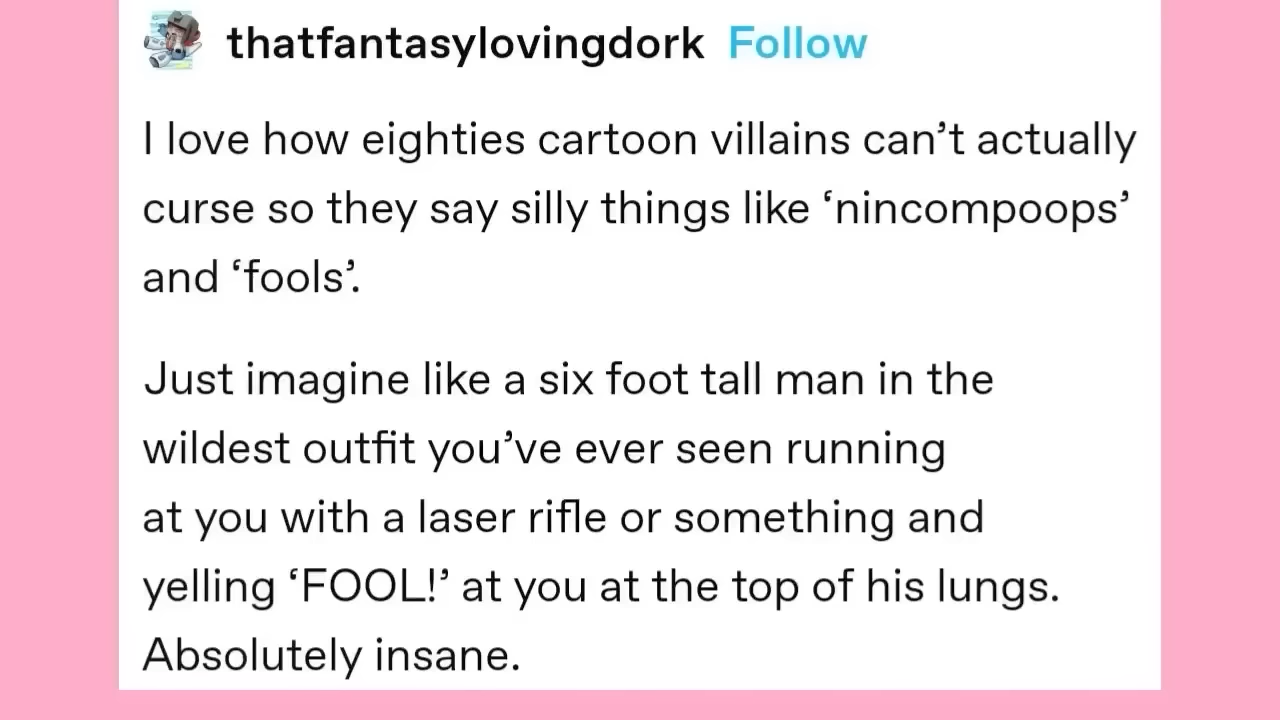 thatfantasylovingdork Follow
I love how eighties cartoon villains can’t actually
curse so they say silly things like ‘nincompoops’
and ‘fools’.
Just imagine like a six foot tall man in the
wildest outfit you’ve ever seen running
at you with a laser rifle or something and
yelling ‘FOOL!’ at you at the top of his lungs.
Absolutely insane.